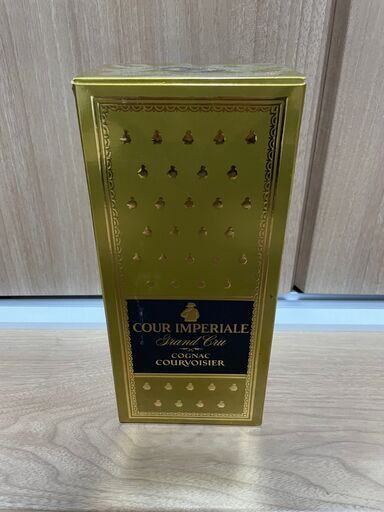 COUR IMPERIALE
Grand Cru
COGNAC
COURVOISIER